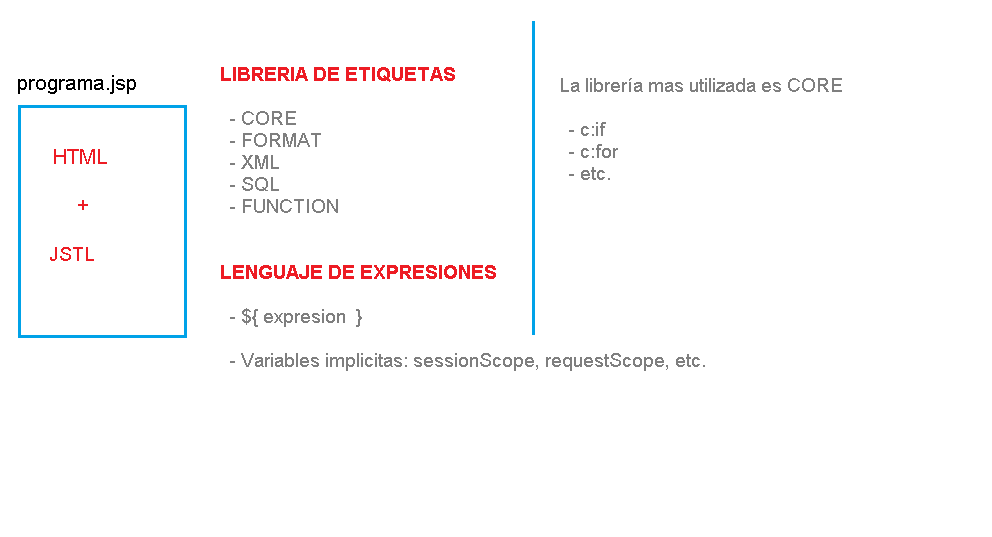 programa.jsp
HTML
+
JSTL
LIBRERIA DE ETIQUETAS
- CORE
- FORMAT
- XML
- SQL
- FUNCTION
LENGUAJE DE EXPRESIONES
- ${ expresion  }
- Variables implicitas: sessionScope, requestScope, etc.
La librería mas utilizada es CORE
- c:if
- c:for
- etc.